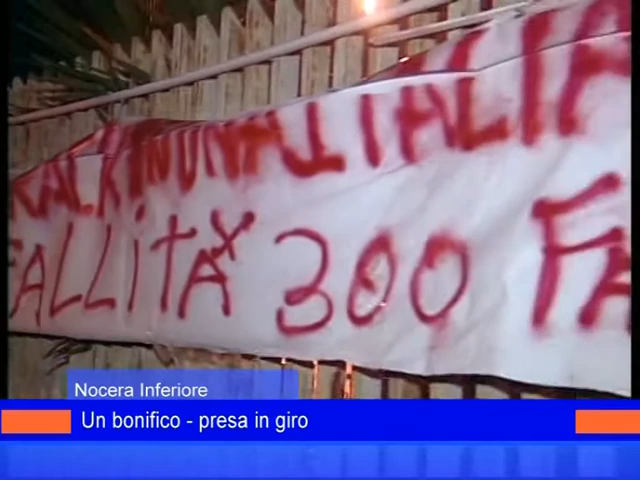 ITALIA
FALLITA x 300 FA
Nocera Inferiore
Un bonifico - presa in giro